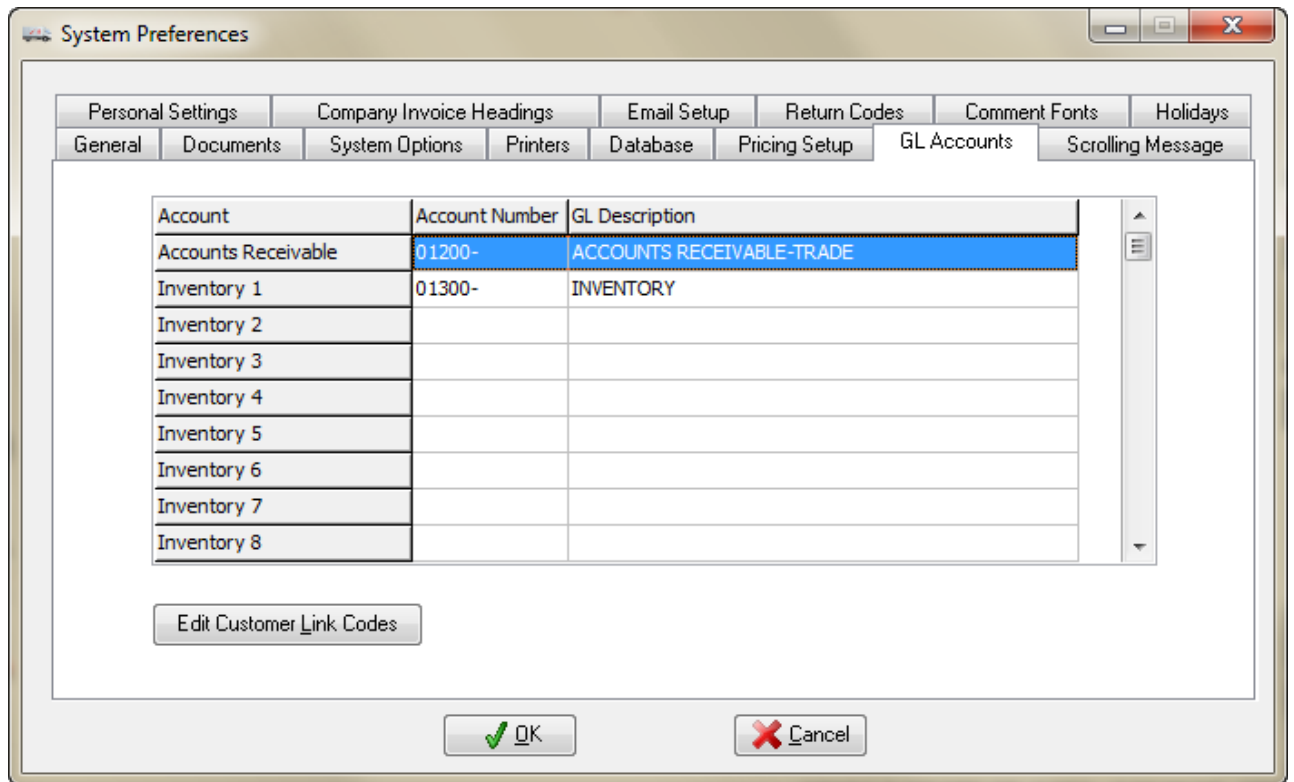 System Preferences
Personal Settings Company Invoice Headings Email Setup Return Codes Comment Fonts Holidays
General Documents System Options Printers Database Pricing Setup GL Accounts Scrolling Message
Account Account Number GL Description
Accounts Receivable 01200- ACCOUNTS RECEIVABLE-TRADE
Inventory 1 01300- INVENTORY
Inventory 2
Inventory 3
Inventory 4
Inventory 5
Inventory 6
Inventory 7
Inventory 8
Edit Customer Link Codes
OK Cancel